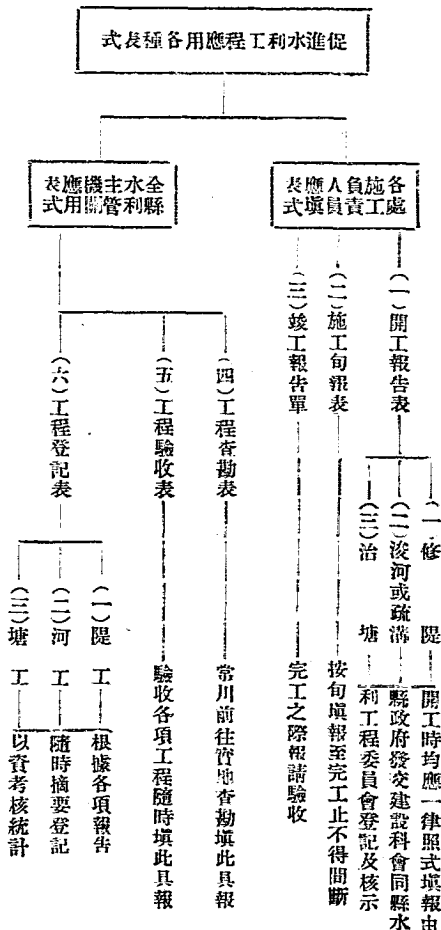 促進水利工程應用各種表式
各處施工負責人員應填表式
(一)開工報告表
(一)修隄
(二)浚河或疏溝
(三)治塘
開工時均應一律照式填報由
縣政府發交建設科會同縣水
利工程委員會登記及核示
(二)施工旬報表
按旬填報至完工止不得間斷
(三)竣工報告單
完工之際報請驗收
全縣水利主管機關應用表式
(四)工程查勘表
常川前往實地查勘填此具報
(五)工程驗收表
驗收各項工程隨時填此具報
(六)工程登記表
(一)隄工
(二)河工
(三)塘工
根據各項報告
隨時摘要登記
以資考核統計